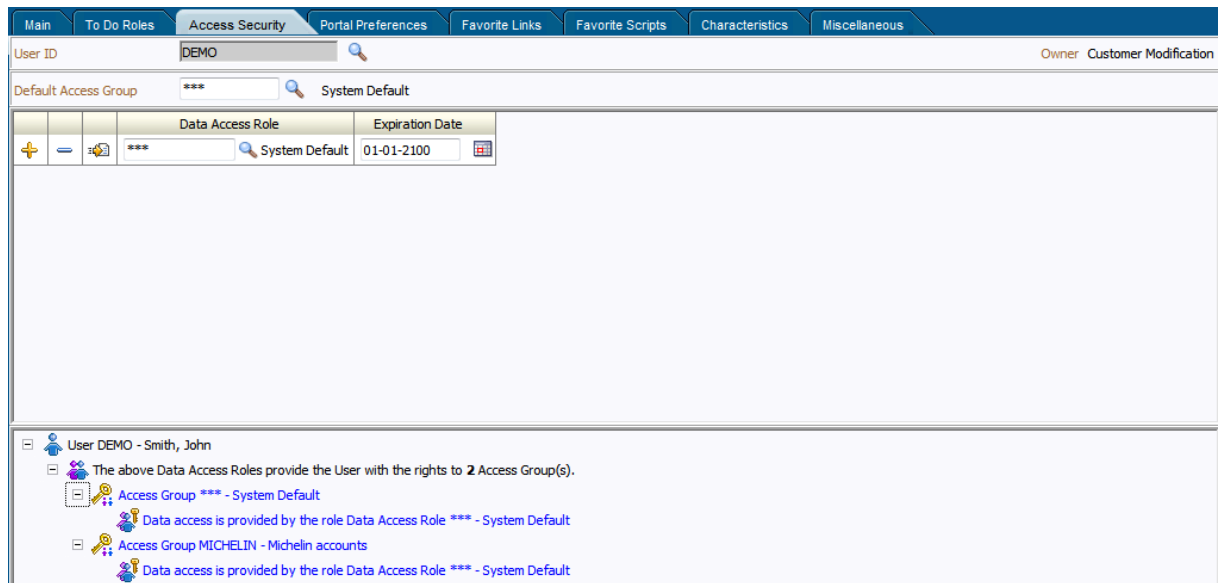 Main To Do Roles Access Security Portal Preferences Favorite Links Favorite Scripts Characteristics Miscellaneous
User ID DEMO Owner Customer Modification
Default Access Group *** System Default
Data Access Role Expiration Date
*** System Default 01-01-2100
User DEMO - Smith, John
The above Data Access Roles provide the User with the rights to 2 Access Group(s).
Access Group *** - System Default
Data access is provided by the role Data Access Role *** - System Default
Access Group MICHELIN - Michelin accounts
Data access is provided by the role Data Access Role *** - System Default